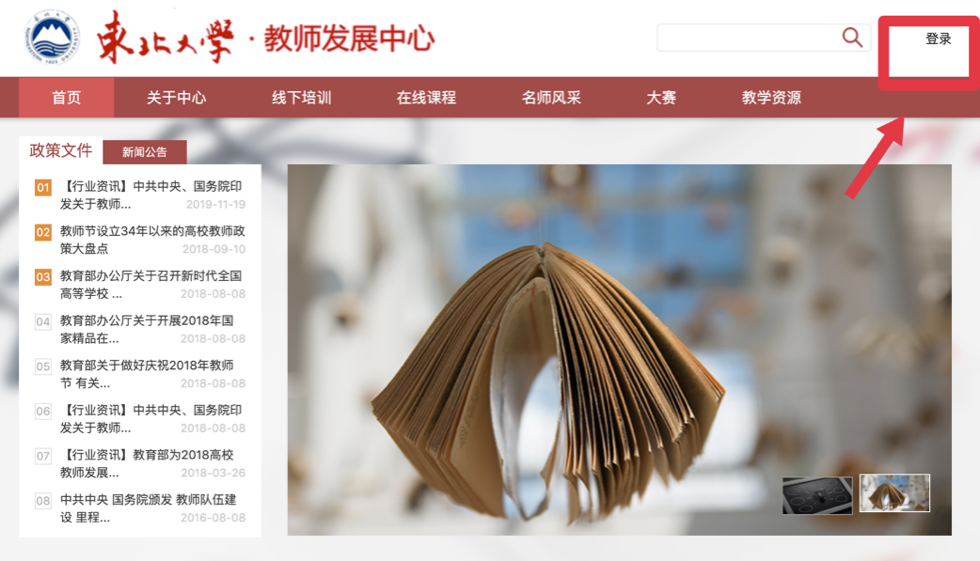 东北大学 · 教师发展中心
登录
首页 关于中心 线下培训 在线课程 名师风采 大赛 教学资源
政策文件 新闻公告
01 【行业资讯】中共中央、国务院印
发关于教师... 2019-11-19
02 教师节设立34年以来的高校教师政
策大盘点 2018-09-10
03 教育部办公厅关于召开新时代全国
高等学校 ... 2018-08-08
04 教育部办公厅关于开展2018年国
家精品在... 2018-08-08
05 教育部关于做好庆祝2018年教师
节 有关... 2018-08-08
06 【行业资讯】中共中央、国务院印
发关于教师... 2018-08-08
07 【行业资讯】教育部为2018高校
教师发展... 2018-03-26
08 中共中央 国务院颁发 教师队伍建
设 里程... 2016-08-08